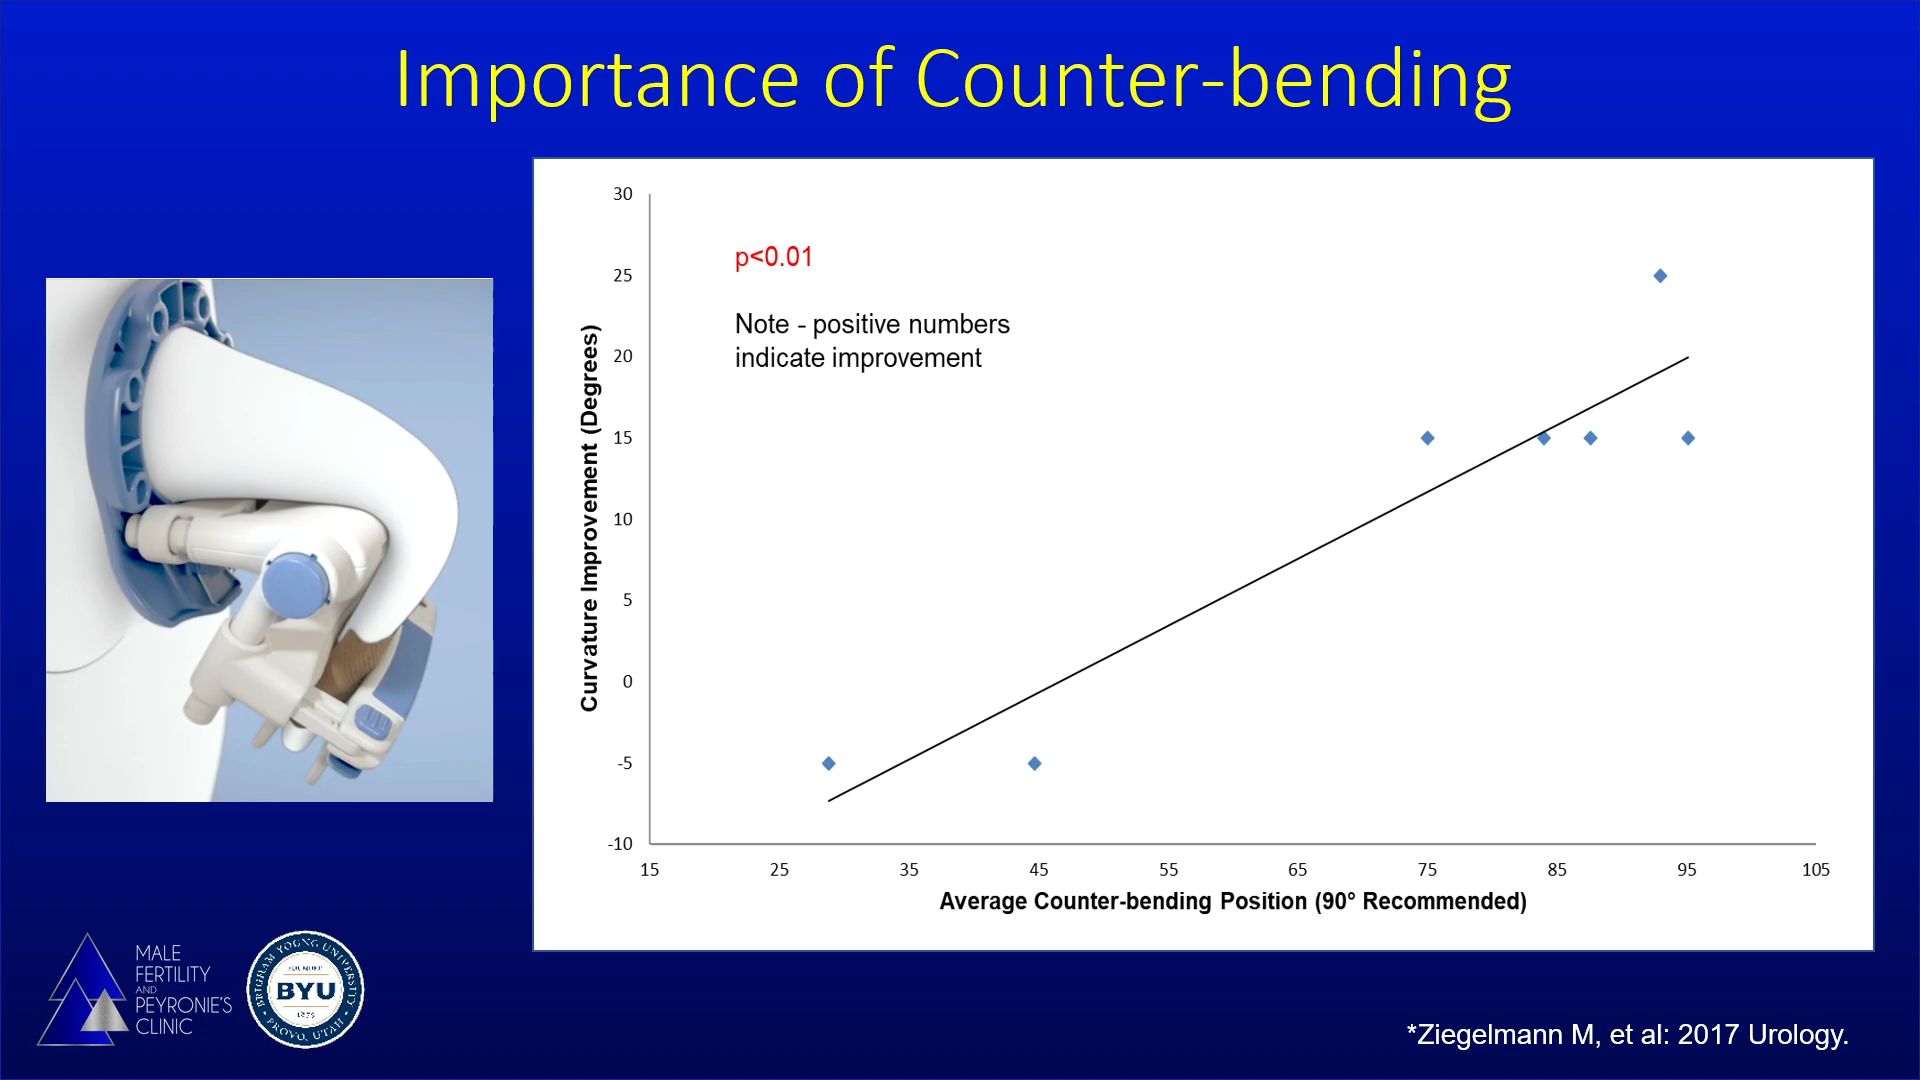 Importance of Counter-bending
30
25
20
15
10
5
0
-5
-10
Curvature Improvement (Degrees)
p<0.01
Note - positive numbers
indicate improvement
15 25 35 45 55 65 75 85 95 105
Average Counter-bending Position (90° Recommended)
MALE
FERTILITY
AND
PEYRONIE'S
CLINIC
BRIGHAM YOUNG UNIVERSITY
FOUNDED
BYU
1875
PROVO, UTAH
*Ziegelmann M, et al: 2017 Urology.